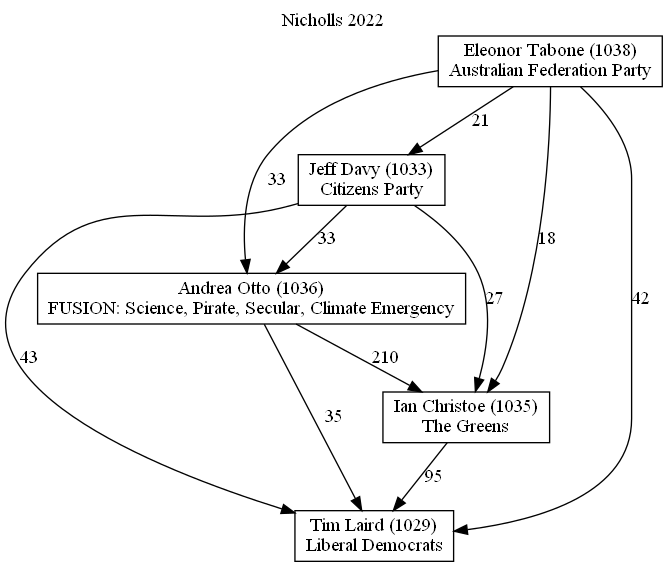 Nicholls 2022
Eleonor Tabone (1038)
Australian Federation Party
21
Jeff Davy (1033)
Citizens Party
33
33
18
Andrea Otto (1036)
FUSION: Science, Pirate, Secular, Climate Emergency
27
42
43
210
Ian Christoe (1035)
The Greens
35
95
Tim Laird (1029)
Liberal Democrats